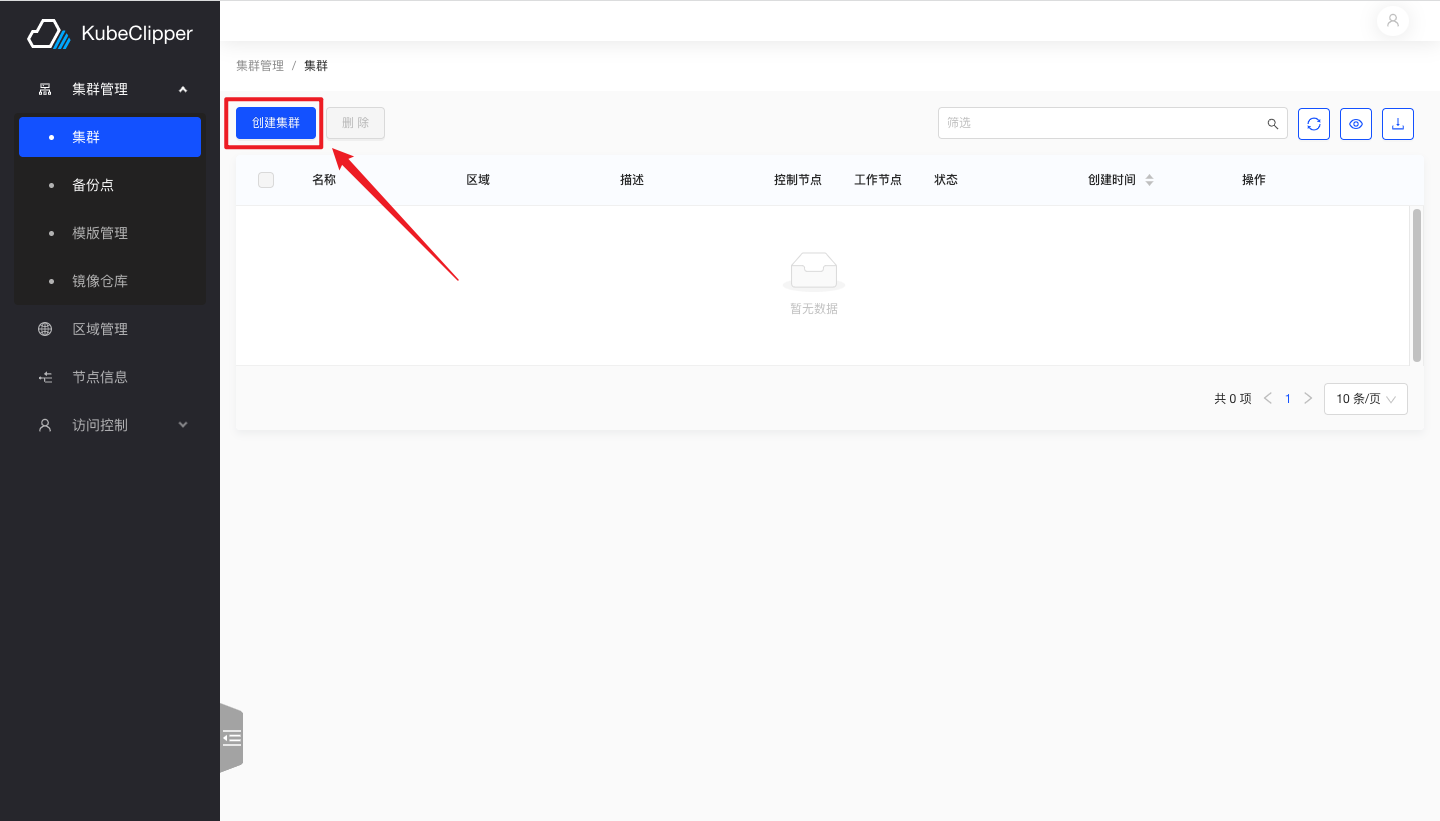 KubeClipper
集群管理
集群
备份点
模版管理
镜像仓库
区域管理
节点信息
访问控制
集群管理 / 集群
创建集群 删 除 筛选
名称 区域 描述 控制节点 工作节点 状态 创建时间 操作
暂无数据
共 0 项 1 10 条/页